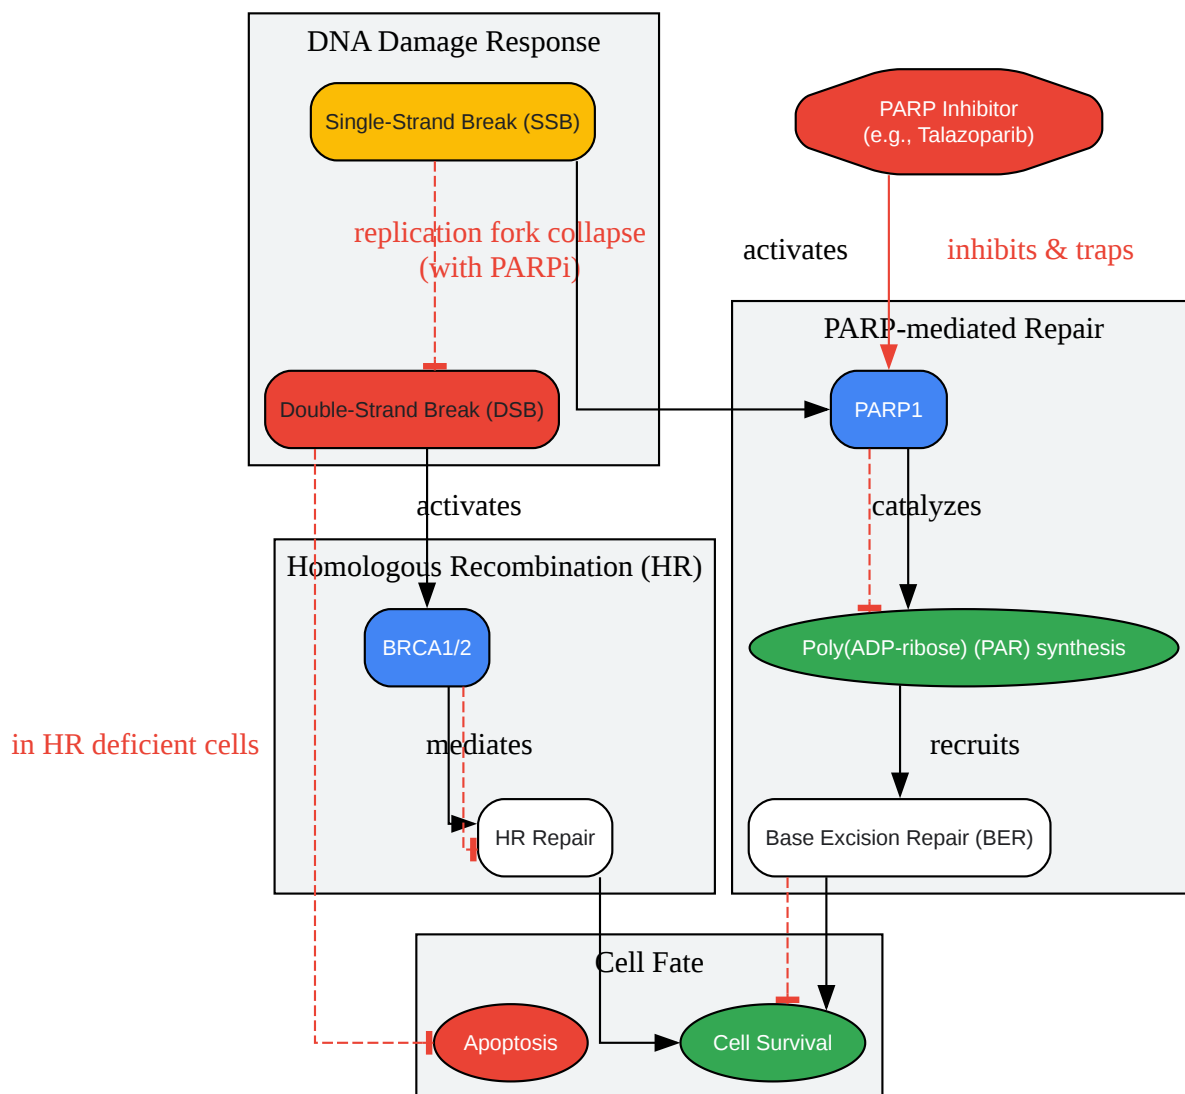 DNA Damage Response
Single-Strand Break (SSB)
PARP Inhibitor
(e.g., Talazoparib)
replication fork collapse
(with PARPi)
activates
inhibits & traps
PARP-mediated Repair
Double-Strand Break (DSB)
PARP1
activates
catalyzes
Homologous Recombination (HR)
BRCA1/2
Poly(ADP-ribose) (PAR) synthesis
in HR deficient cells
mediates
recruits
HR Repair
Base Excision Repair (BER)
Cell Fate
Apoptosis
Cell Survival